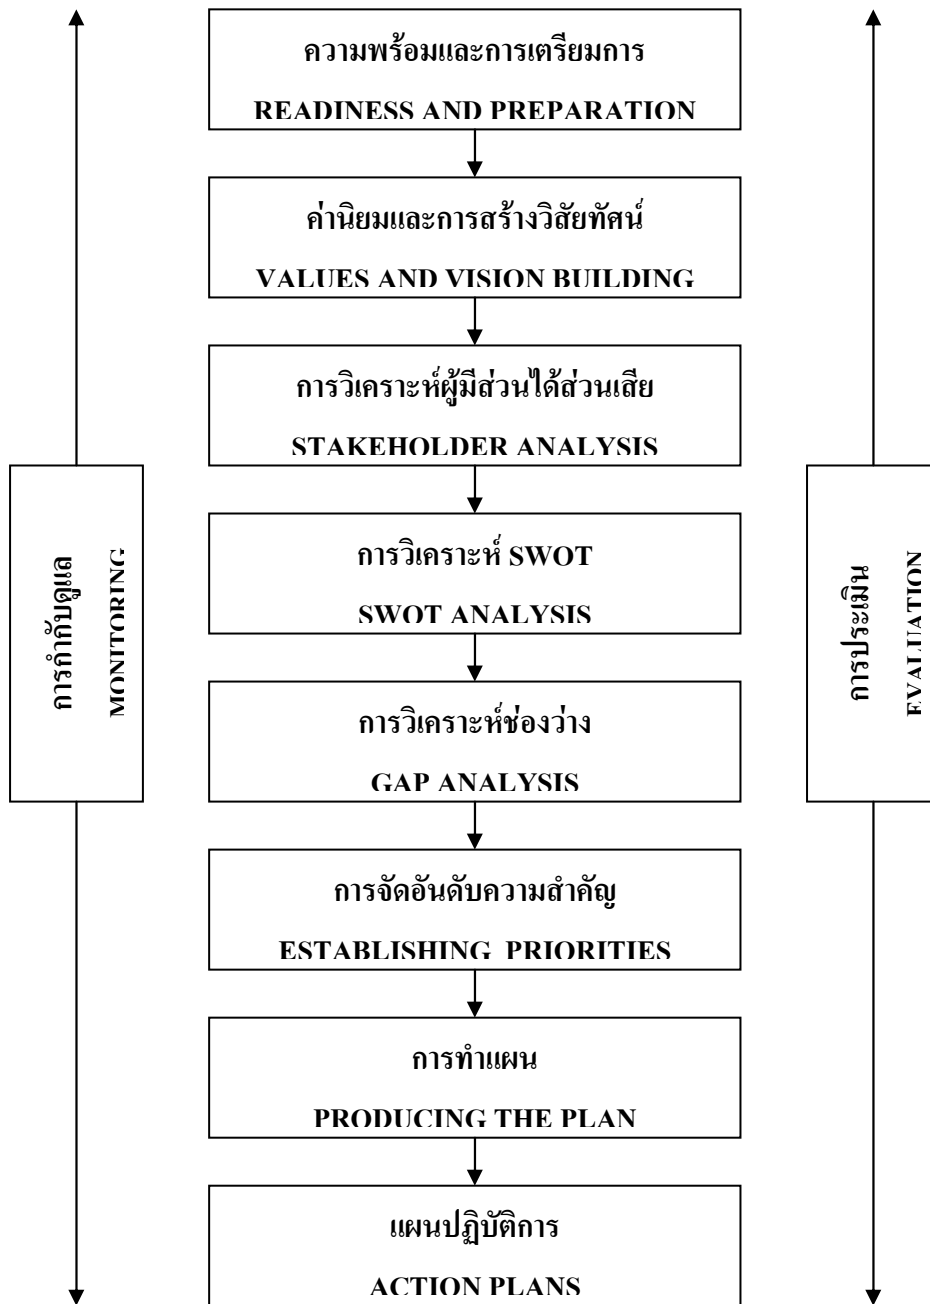 ความพร้อมและการเตรียมการ
READINESS AND PREPARATION
ค่านิยมและการสร้างวิสัยทัศน์
VALUES AND VISION BUILDING
การวิเคราะห์ผู้มีส่วนได้ส่วนเสีย
STAKEHOLDER ANALYSIS
การกำกับดูแล
MONITORING
การวิเคราะห์ SWOT
SWOT ANALYSIS
การประเมิน
EVALUATION
การวิเคราะห์ช่องว่าง
GAP ANALYSIS
การจัดอันดับความสำคัญ
ESTABLISHING PRIORITIES
การทำแผน
PRODUCING THE PLAN
แผนปฏิบัติการ
ACTION PLANS